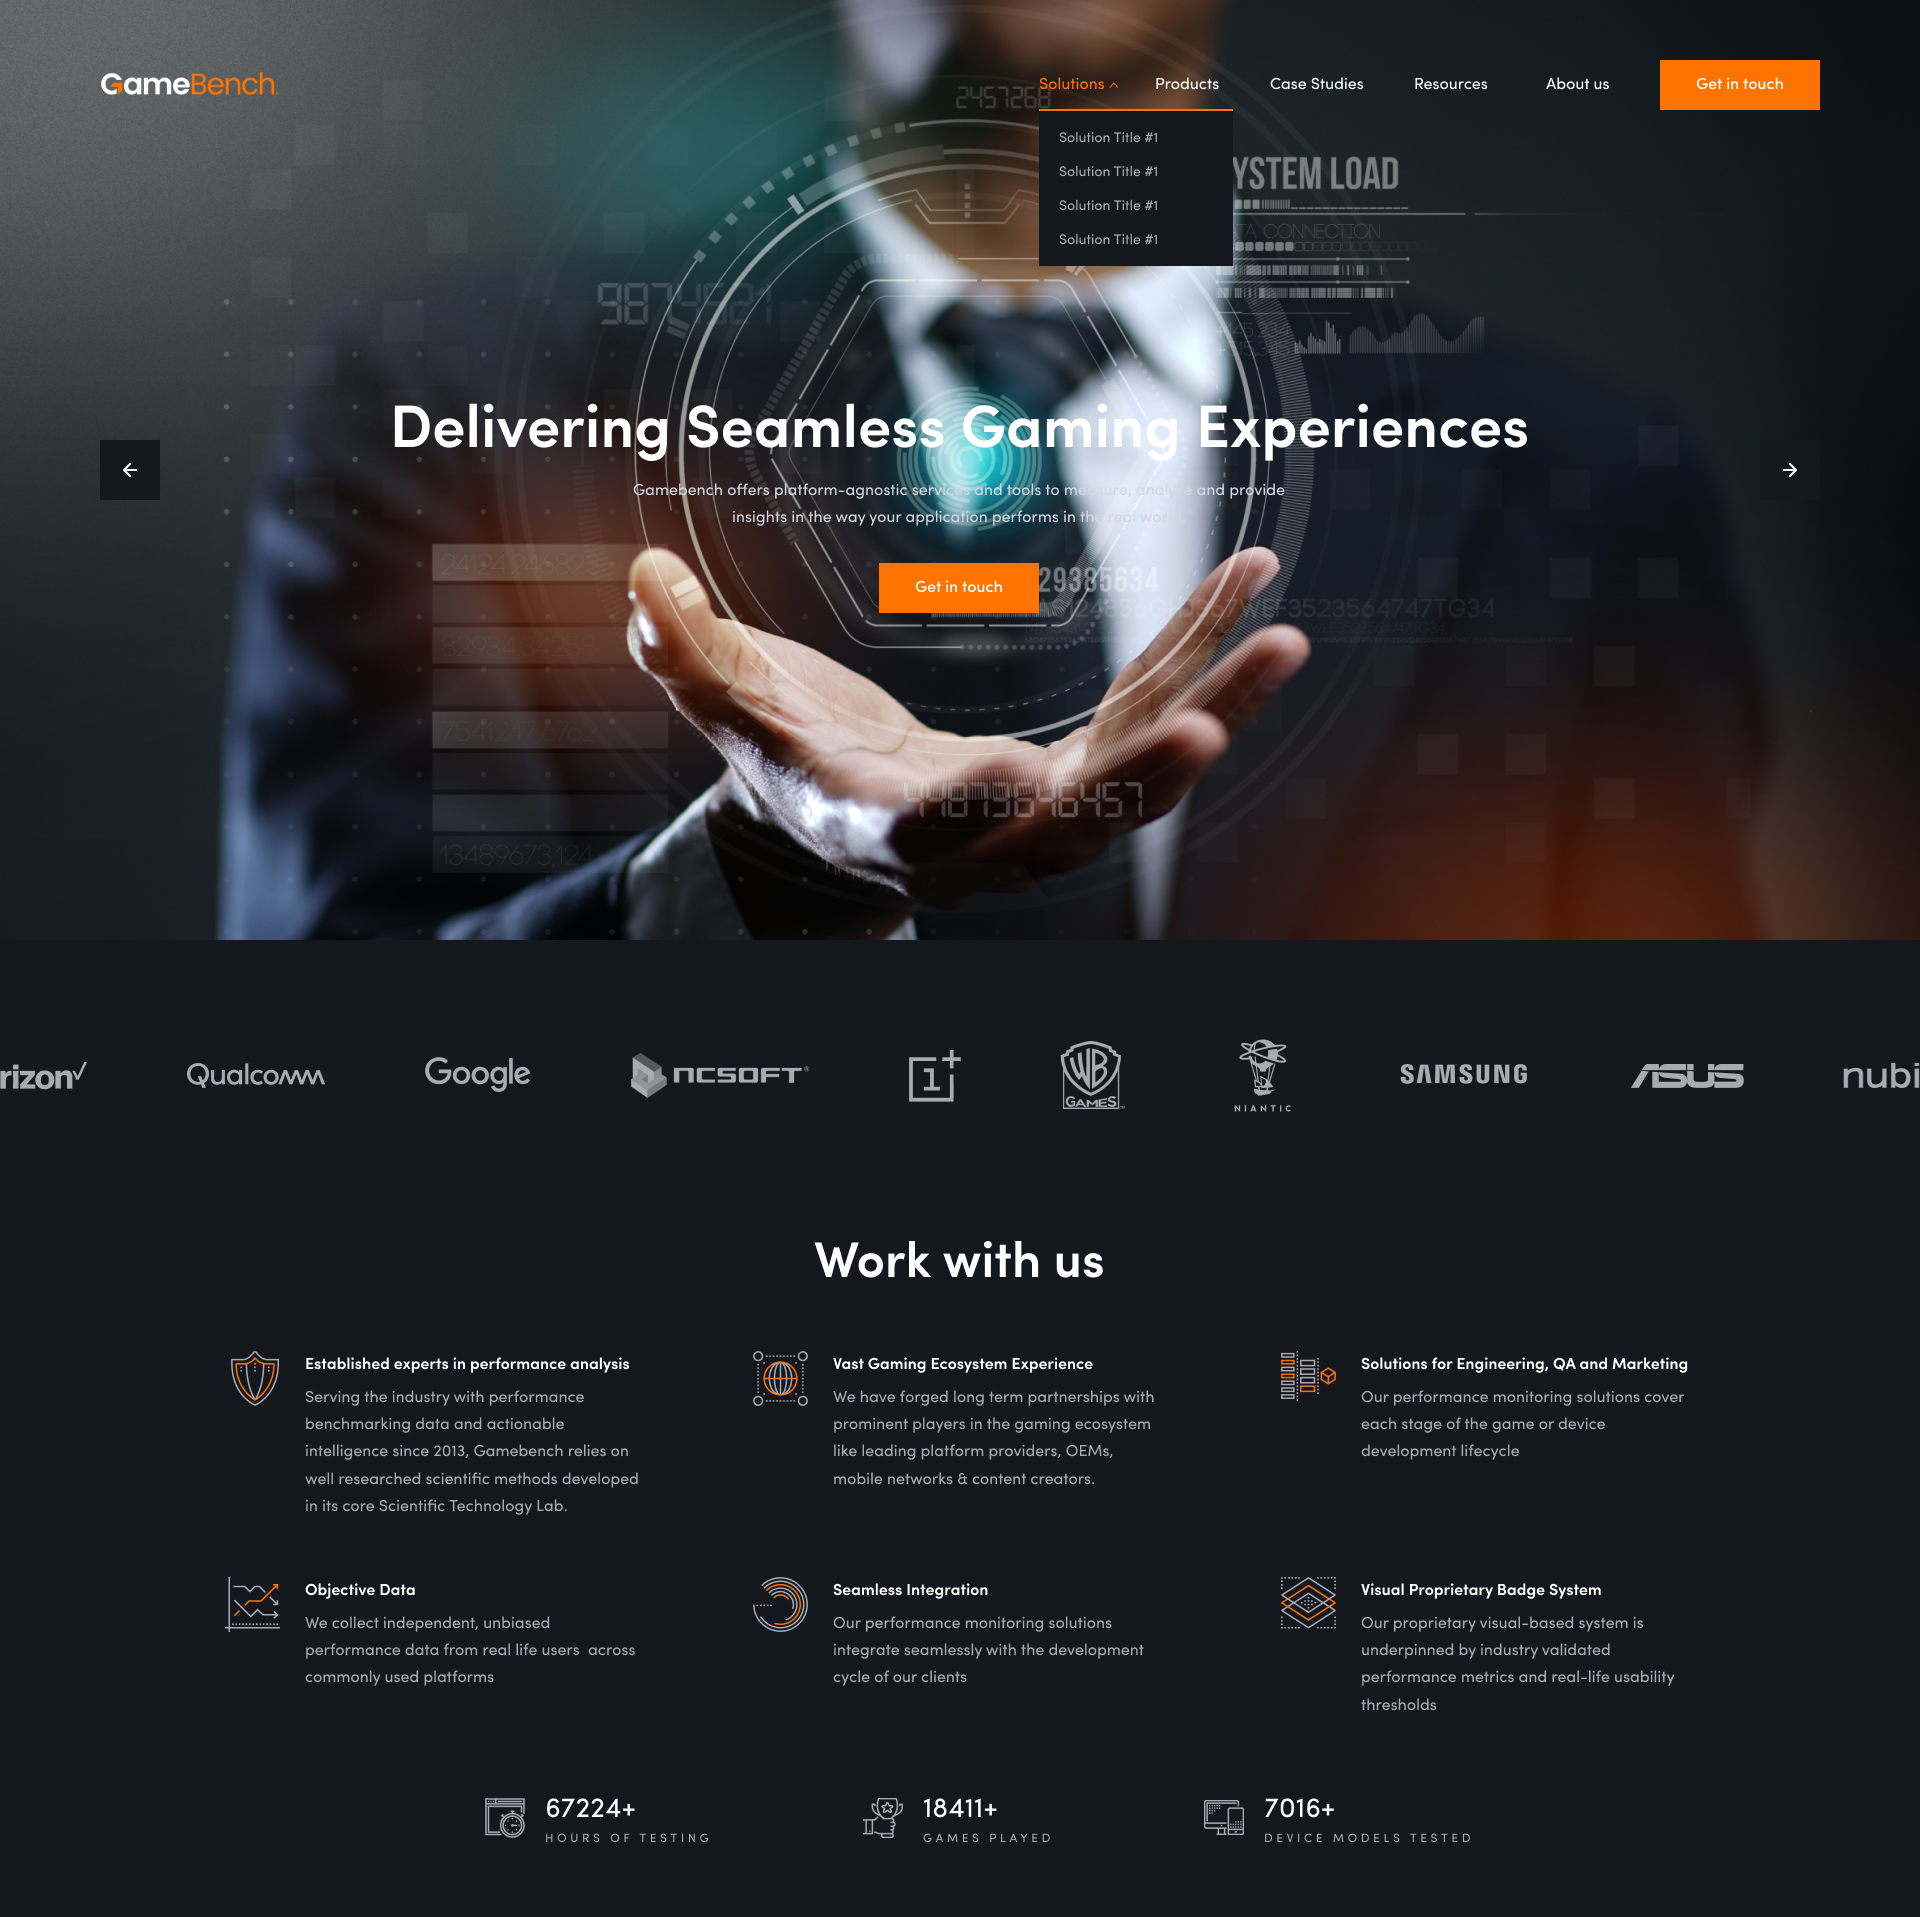 GameBench
Solutions
Products
Case Studies
Resources
About us
Get in touch
2457268
Solution Title #1
Solution Title #1
Solution Title #1
Solution Title #1
YSTEM LOAD
TA CONNECTION
9874521
Delivering Seamless Gaming Experiences
Gamebench offers platform-agnostic services and tools to measure, analyse and provide
insights in the way your application performs in the real world
Get in touch
29385634
13489673,124
rizon
Qualcomm
Google
NCSOFT
1+
WB
GAMES
NIANTIC
SAMSUNG
ASUS
nubi
Work with us
Established experts in performance analysis
Serving the industry with performance
benchmarking data and actionable
intelligence since 2013, Gamebench relies on
well researched scientific methods developed
in its core Scientific Technology Lab.
Vast Gaming Ecosystem Experience
We have forged long term partnerships with
prominent players in the gaming ecosystem
like leading platform providers, OEMs,
mobile networks & content creators.
Solutions for Engineering, QA and Marketing
Our performance monitoring solutions cover
each stage of the game or device
development lifecycle
Objective Data
We collect independent, unbiased
performance data from real life users  across
commonly used platforms
Seamless Integration
Our performance monitoring solutions
integrate seamlessly with the development
cycle of our clients
Visual Proprietary Badge System
Our proprietary visual-based system is
underpinned by industry validated
performance metrics and real-life usability
thresholds
67224+
HOURS OF TESTING
18411+
GAMES PLAYED
7016+
DEVICE MODELS TESTED